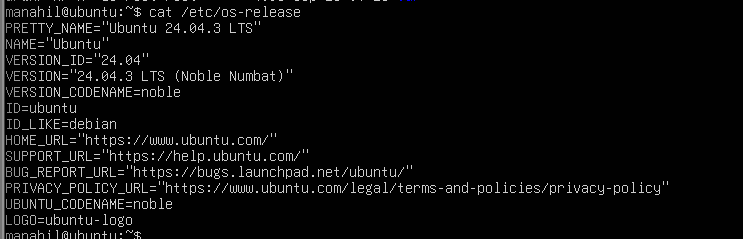 manahil@ubuntu:~$ cat /etc/os-release
PRETTY_NAME="Ubuntu 24.04.3 LTS"
NAME="Ubuntu"
VERSION_ID="24.04"
VERSION="24.04.3 LTS (Noble Numbat)"
VERSION_CODENAME=noble
ID=ubuntu
ID_LIKE=debian
HOME_URL="https://www.ubuntu.com/"
SUPPORT_URL="https://help.ubuntu.com/"
BUG_REPORT_URL="https://bugs.launchpad.net/ubuntu/"
PRIVACY_POLICY_URL="https://www.ubuntu.com/legal/terms-and-policies/privacy-policy"
UBUNTU_CODENAME=noble
LOGO=ubuntu-logo
manahil@ubuntu:~$